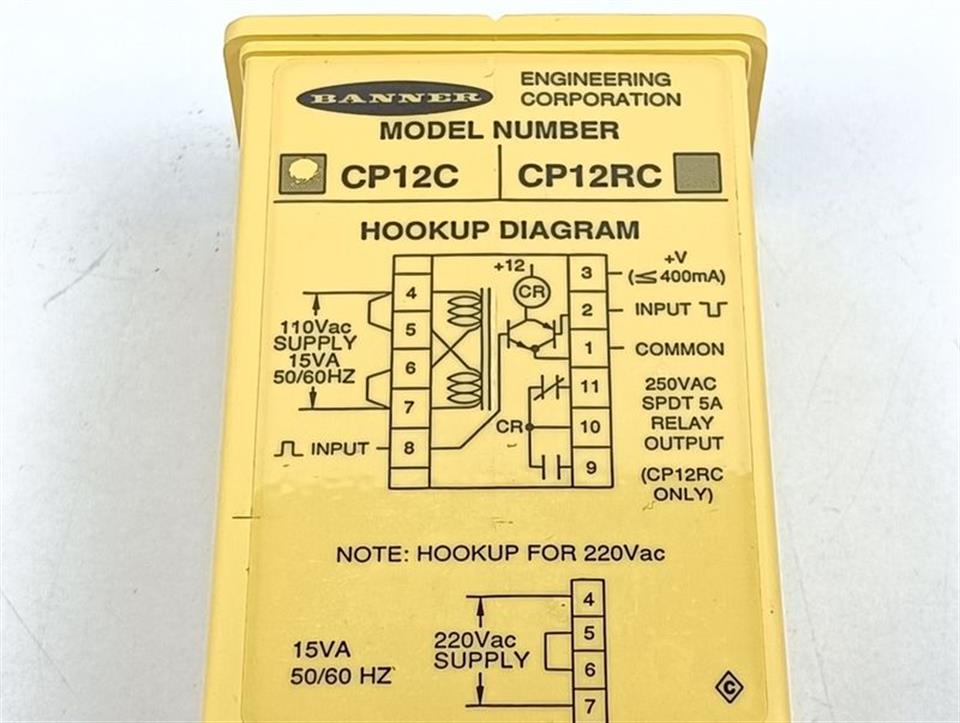 BANNER ENGINEERING CORPORATION
MODEL NUMBER
CP12C CP12RC
HOOKUP DIAGRAM
110Vac
SUPPLY
15VA
50/60HZ
INPUT
4
5
6
7
8
+12
CR
CR
3
2
1
11
10
9
+V
(≤ 400mA)
INPUT
COMMON
250VAC
SPDT 5A
RELAY
OUTPUT
(CP12RC
ONLY)
NOTE: HOOKUP FOR 220Vac
15VA
50/60 HZ
220Vac
SUPPLY
4
5
6
7
C